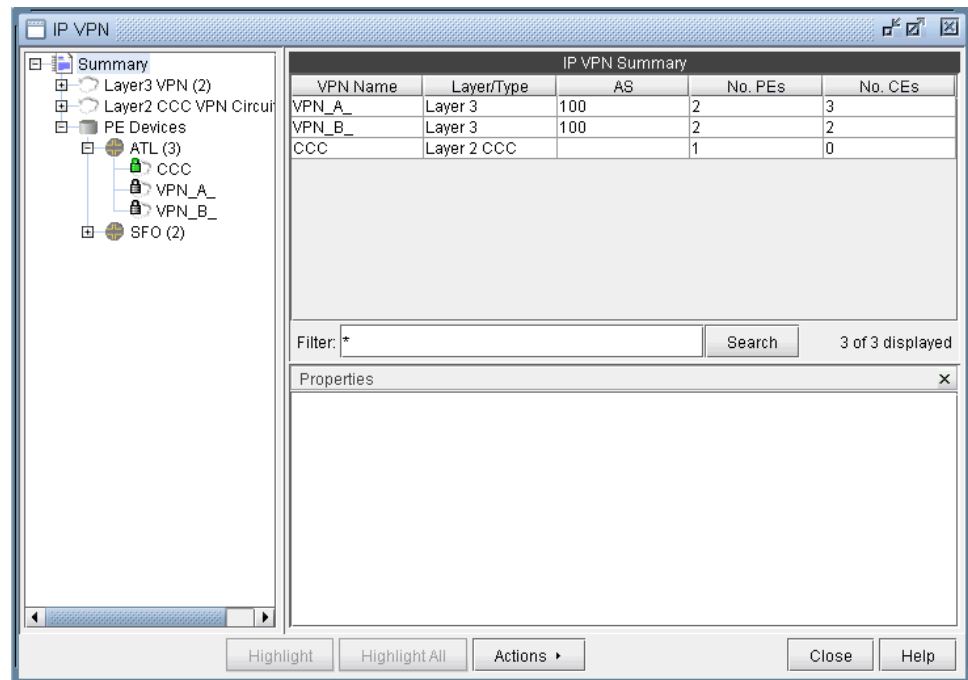 IP VPN
Summary
Layer3 VPN (2)
Layer2 CCC VPN Circuit
PE Devices
ATL (3)
CCC
VPN_A_
VPN_B_
SFO (2)
IP VPN Summary
VPN Name Layer/Type AS No. PEs No. CEs
VPN_A_ Layer 3 100 2 3
VPN_B_ Layer 3 100 2 2
CCC Layer 2 CCC 1 0
Filter: * Search 3 of 3 displayed
Properties
Highlight Highlight All Actions Close Help